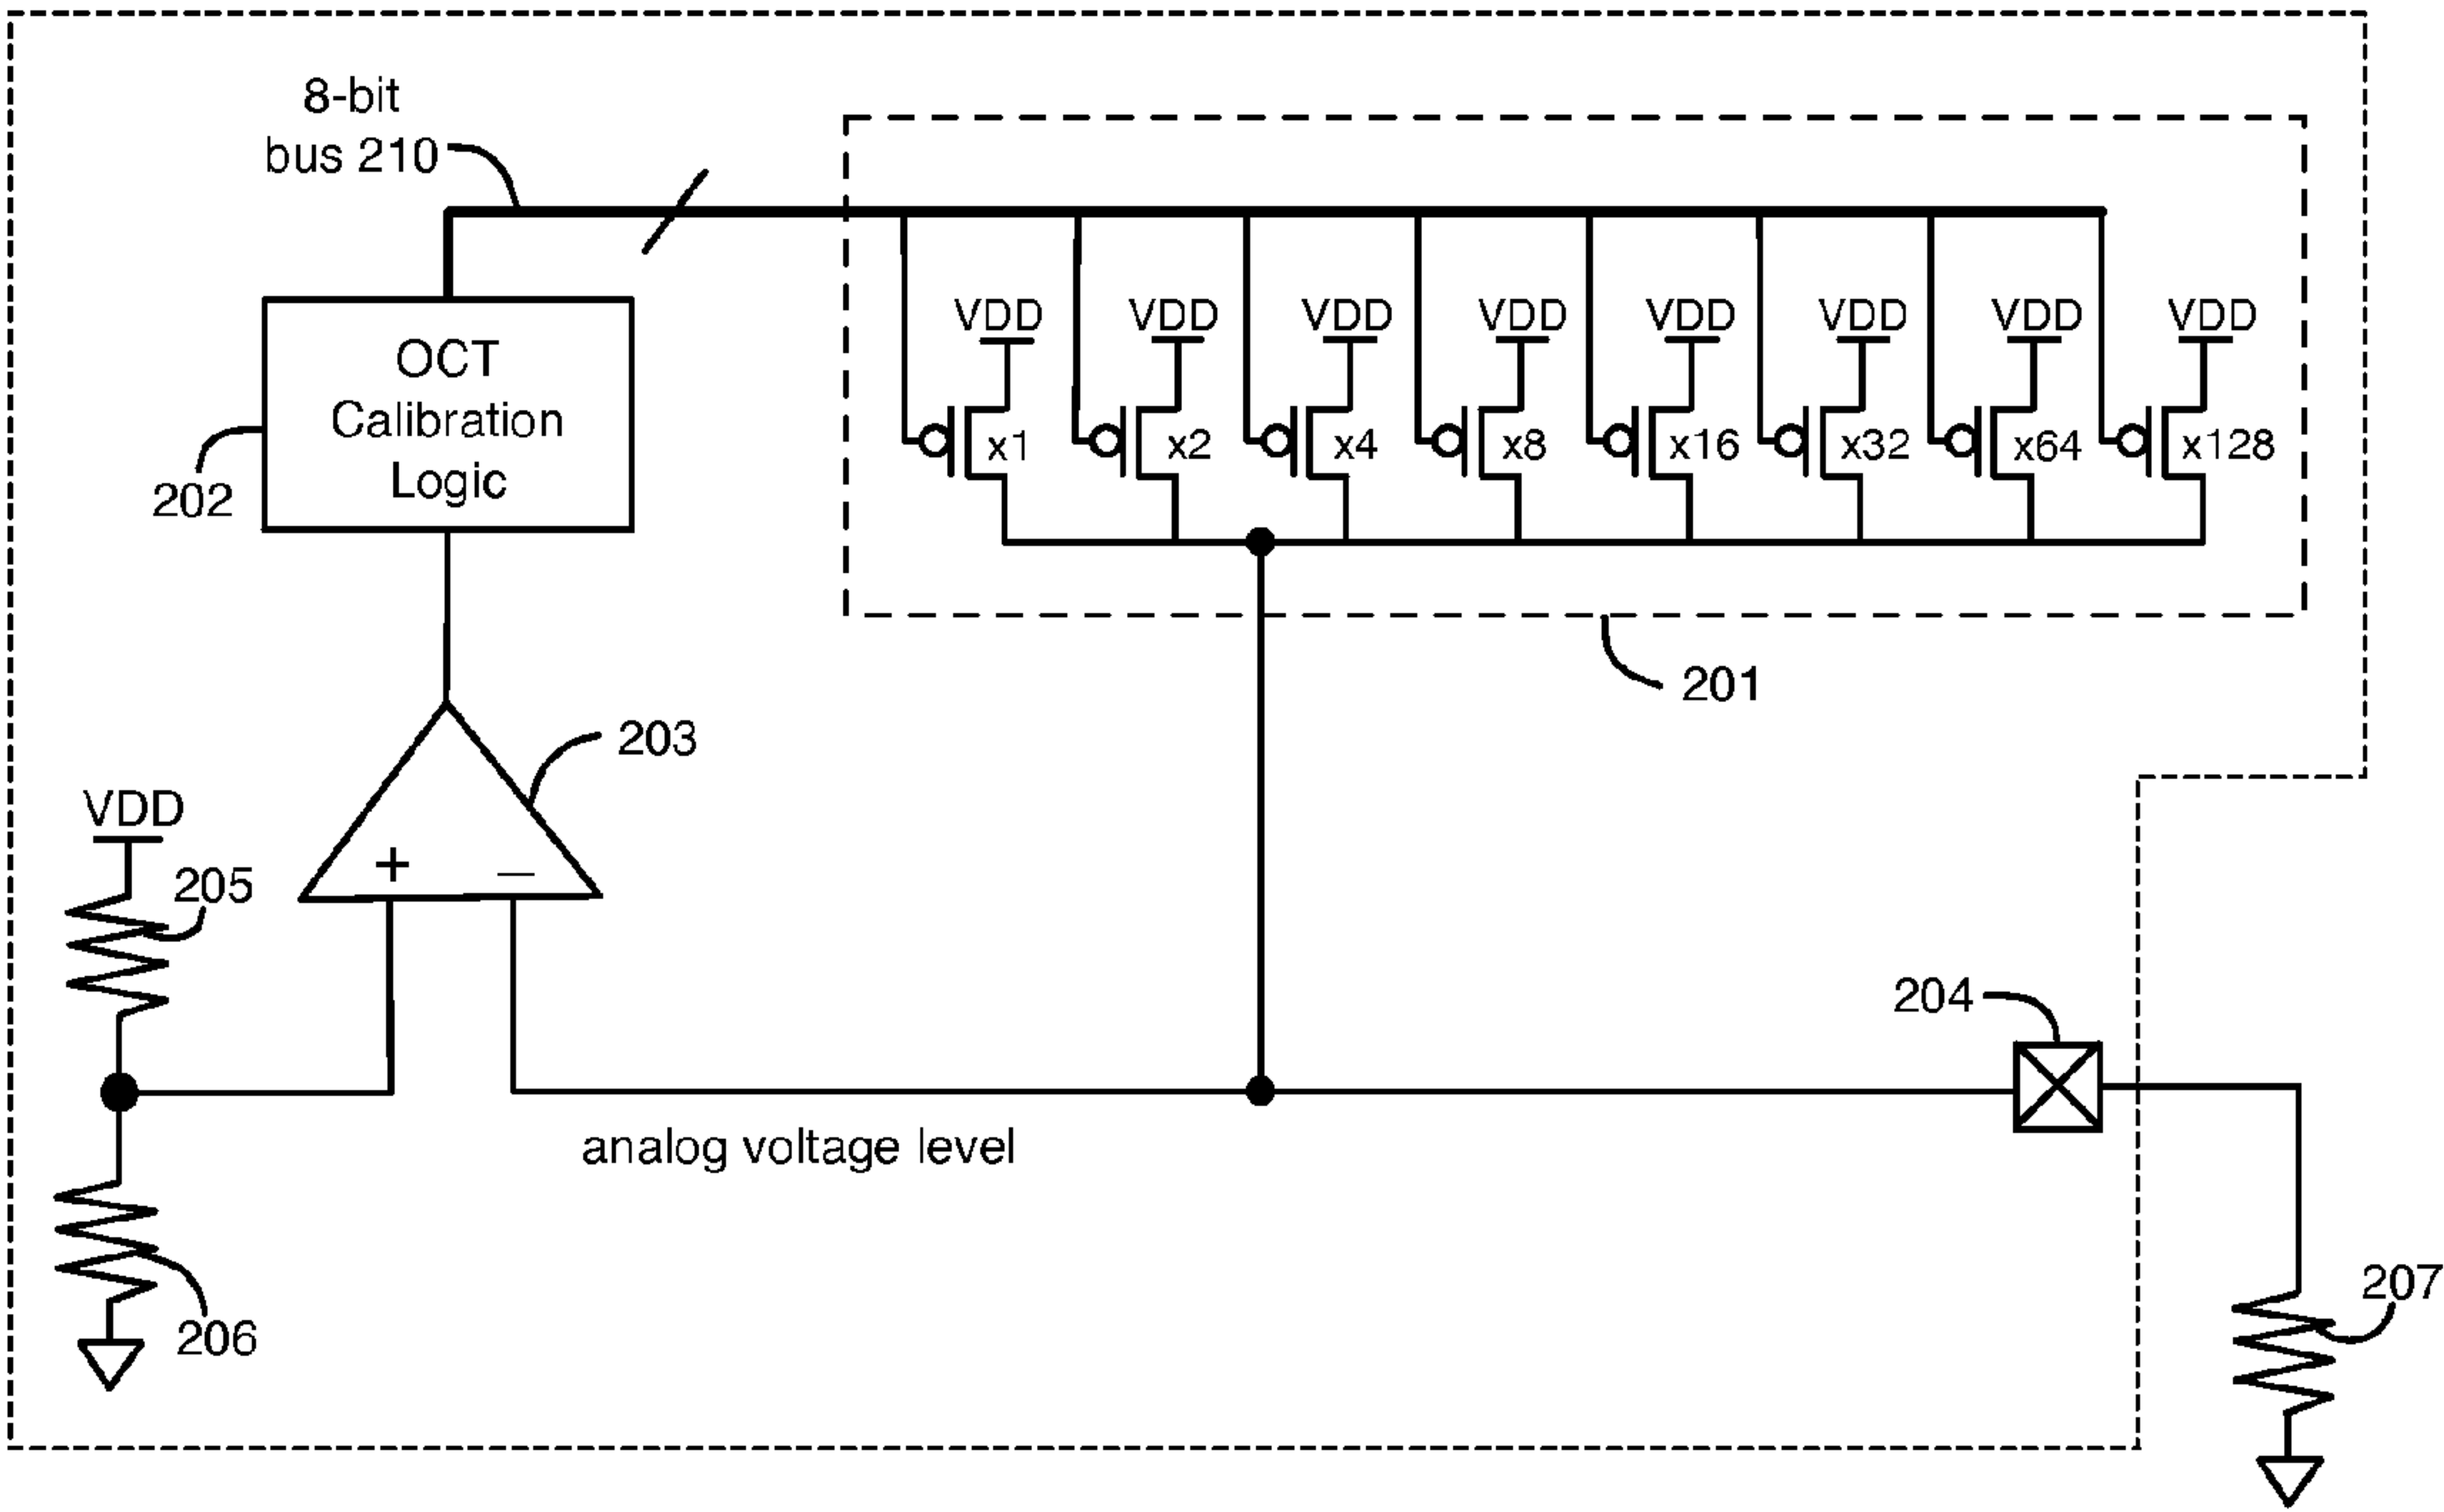 8-bit
bus 210
VDD VDD VDD VDD VDD VDD VDD VDD
OCT
Calibration
Logic
x1 x2 x4 x8 x16 x32 x64 x128
202
201
203
VDD
205
+ —
204
analog voltage level
207
206